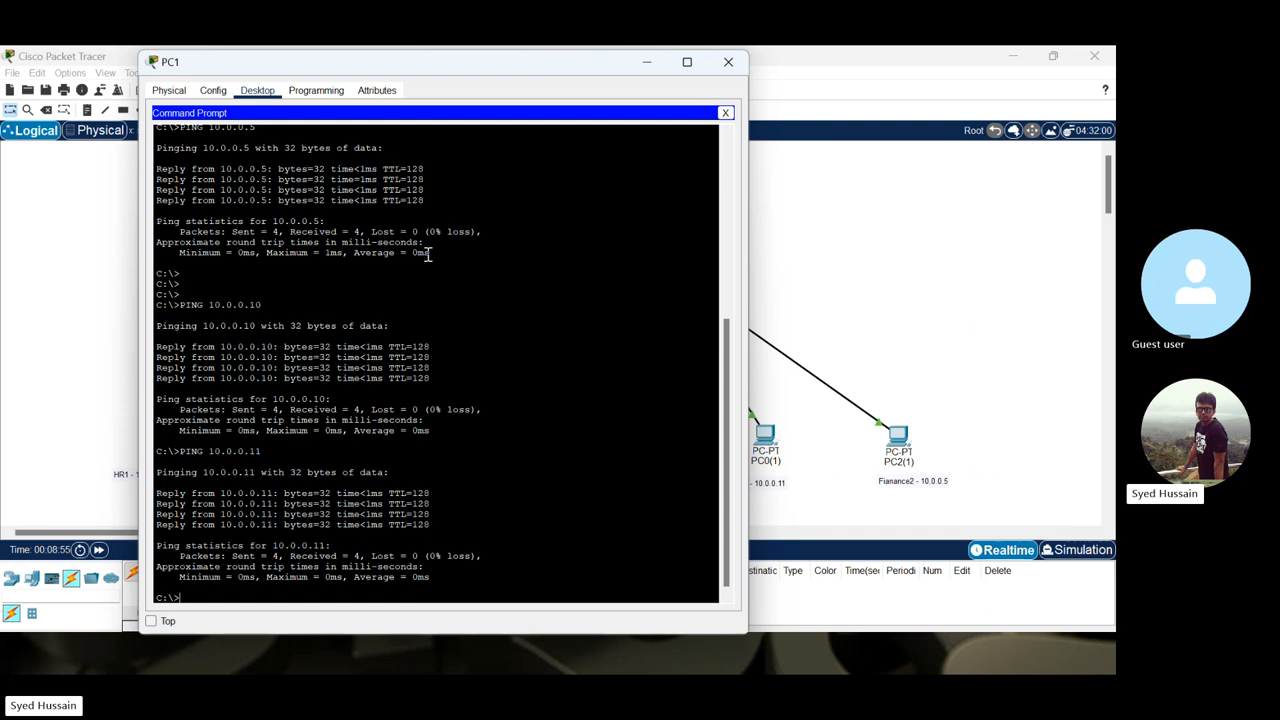 Cisco Packet Tracer
File Edit Options View Too
PC1
Physical Config Desktop Programming Attributes
?
Command Prompt
X
Logical Physical x:
Root 04:32:00
C:\>PING 10.0.0.5
Pinging 10.0.0.5 with 32 bytes of data:
Reply from 10.0.0.5: bytes=32 time<1ms TTL=128
Reply from 10.0.0.5: bytes=32 time=1ms TTL=128
Reply from 10.0.0.5: bytes=32 time<1ms TTL=128
Reply from 10.0.0.5: bytes=32 time<1ms TTL=128
Ping statistics for 10.0.0.5:
Packets: Sent = 4, Received = 4, Lost = 0 (0% loss),
Approximate round trip times in milli-seconds:
Minimum = 0ms, Maximum = 1ms, Average = 0ms
C:\>
C:\>
C:\>
C:\>PING 10.0.0.10
Pinging 10.0.0.10 with 32 bytes of data:
Reply from 10.0.0.10: bytes=32 time<1ms TTL=128
Reply from 10.0.0.10: bytes=32 time<1ms TTL=128
Reply from 10.0.0.10: bytes=32 time<1ms TTL=128
Reply from 10.0.0.10: bytes=32 time<1ms TTL=128
Ping statistics for 10.0.0.10:
Packets: Sent = 4, Received = 4, Lost = 0 (0% loss),
Approximate round trip times in milli-seconds:
Minimum = 0ms, Maximum = 0ms, Average = 0ms
C:\>PING 10.0.0.11
Pinging 10.0.0.11 with 32 bytes of data:
Reply from 10.0.0.11: bytes=32 time<1ms TTL=128
Reply from 10.0.0.11: bytes=32 time<1ms TTL=128
Reply from 10.0.0.11: bytes=32 time<1ms TTL=128
Reply from 10.0.0.11: bytes=32 time<1ms TTL=128
Ping statistics for 10.0.0.11:
Packets: Sent = 4, Received = 4, Lost = 0 (0% loss),
Approximate round trip times in milli-seconds:
Minimum = 0ms, Maximum = 0ms, Average = 0ms
C:\>
Top
HR1 - 1
PC-PT
PC0(1)
- 10.0.0.11
PC-PT
PC2(1)
Fianance2 - 10.0.0.5
Time: 00:08:55
Realtime Simulation
stinatic Type Color Time(sec Periodi Num Edit Delete
Guest user
Syed Hussain
Syed Hussain